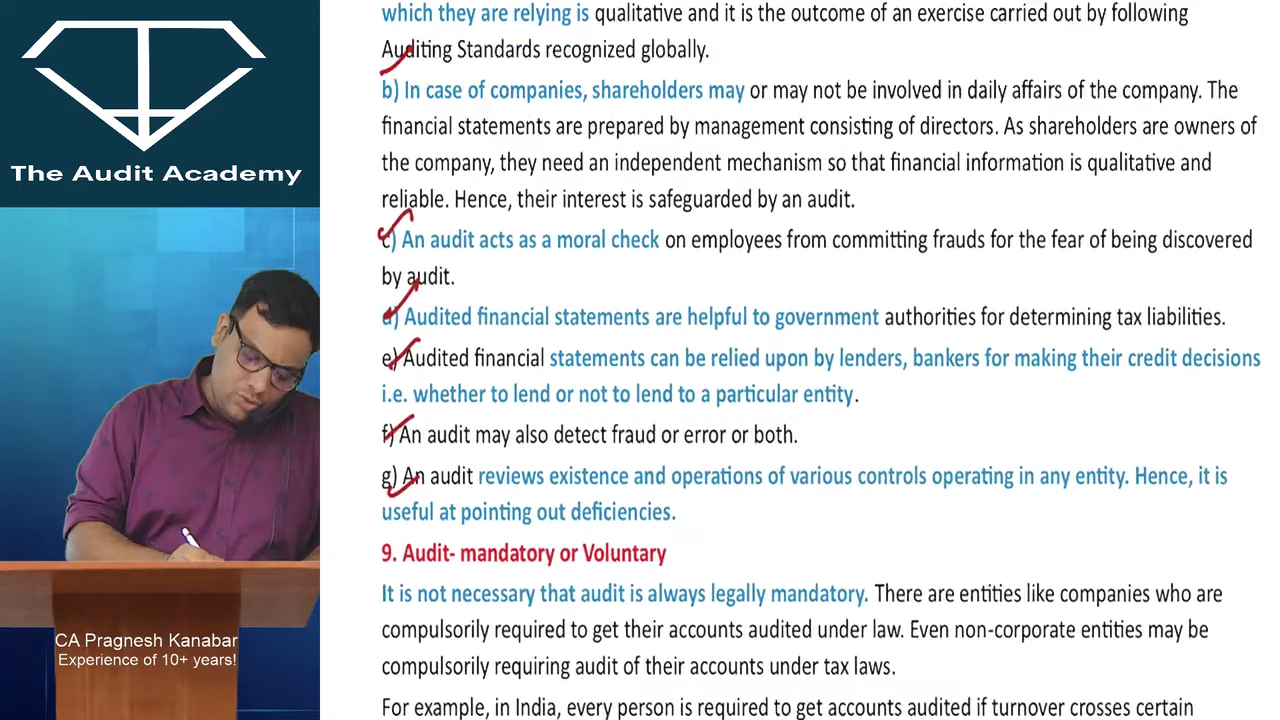 The Audit Academy
CA Pragnesh Kanabar
Experience of 10+ years!
which they are relying is qualitative and it is the outcome of an exercise carried out by following
Auditing Standards recognized globally.
b) In case of companies, shareholders may or may not be involved in daily affairs of the company. The
financial statements are prepared by management consisting of directors. As shareholders are owners of
the company, they need an independent mechanism so that financial information is qualitative and
reliable. Hence, their interest is safeguarded by an audit.
c) An audit acts as a moral check on employees from committing frauds for the fear of being discovered
by audit.
d) Audited financial statements are helpful to government authorities for determining tax liabilities.
e) Audited financial statements can be relied upon by lenders, bankers for making their credit decisions
i.e. whether to lend or not to lend to a particular entity.
f) An audit may also detect fraud or error or both.
g) An audit reviews existence and operations of various controls operating in any entity. Hence, it is
useful at pointing out deficiencies.
9. Audit- mandatory or Voluntary
It is not necessary that audit is always legally mandatory. There are entities like companies who are
compulsorily required to get their accounts audited under law. Even non-corporate entities may be
compulsorily requiring audit of their accounts under tax laws.
For example, in India, every person is required to get accounts audited if turnover crosses certain